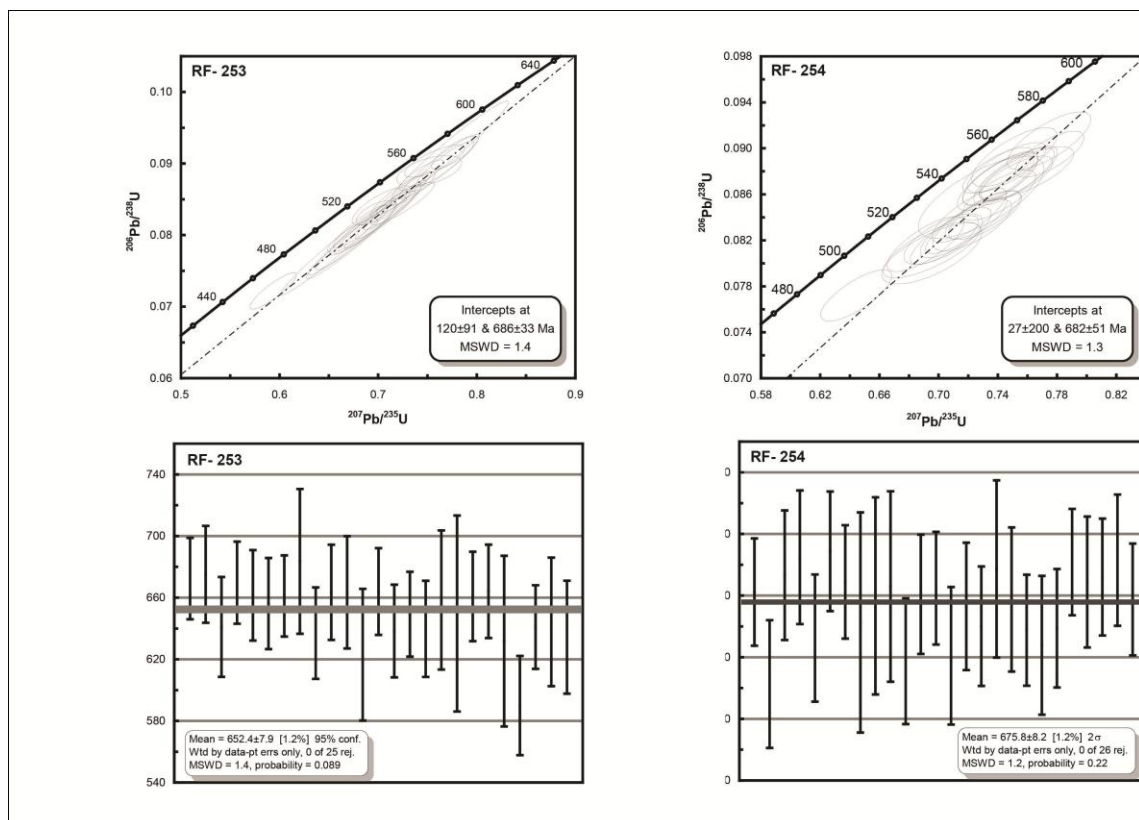 RF- 253
0.10
0.09
0.08
0.07
0.06
206Pb/238U
640
600
560
520
480
440
Intercepts at
120±91 & 686±33 Ma
MSWD = 1.4
0.5
0.6
0.7
0.8
0.9
207Pb/235U
RF- 254
0.098
0.094
0.090
0.086
0.082
0.078
0.074
0.070
206Pb/238U
600
580
560
540
520
500
480
Intercepts at
27±200 & 682±51 Ma
MSWD = 1.3
0.58
0.62
0.66
0.70
0.74
0.78
0.82
207Pb/235U
RF- 253
740
700
660
620
580
540
Mean = 652.4±7.9 [1.2%] 95% conf.
Wtd by data-pt errs only, 0 of 25 rej.
MSWD = 1.4, probability = 0.089
RF- 254
0
0
0
0
0
0
Mean = 675.8±8.2 [1.2%] 2σ
Wtd by data-pt errs only, 0 of 26 rej.
MSWD = 1.2, probability = 0.22